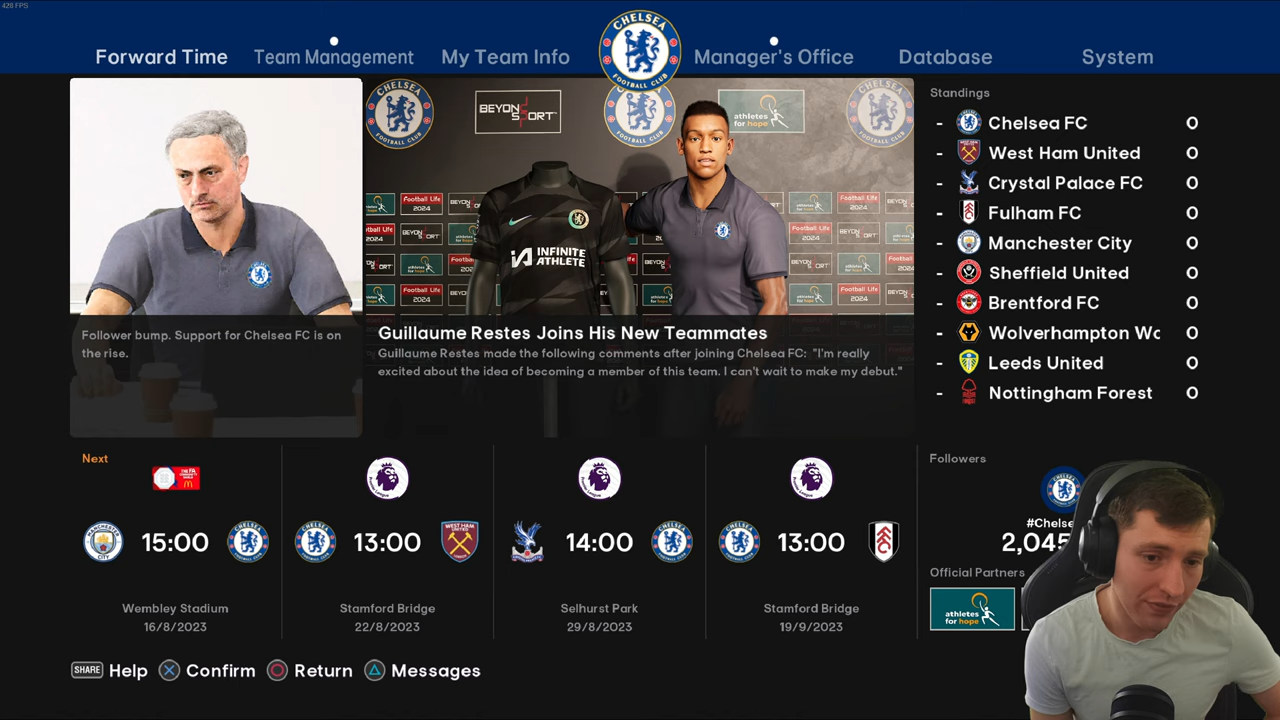 428 FPS
Forward Time
Team Management
My Team Info
CHELSEA
FOOTBALL CLUB
Manager's Office
Database
System
BEYOND SPORT
athletes
for hope
Football Life
2024
INFINITE
ATHLETE
Follower bump. Support for Chelsea FC is on
the rise.
Guillaume Restes Joins His New Teammates
Guillaume Restes made the following comments after joining Chelsea FC: "I'm really
excited about the idea of becoming a member of this team. I can't wait to make my debut."
Standings
- Chelsea FC 0
- West Ham United 0
- Crystal Palace FC 0
- Fulham FC 0
- Manchester City 0
- Sheffield United 0
- Brentford FC 0
- Wolverhampton Wc 0
- Leeds United 0
- Nottingham Forest 0
Next
15:00
Wembley Stadium
16/8/2023
13:00
Stamford Bridge
22/8/2023
14:00
Selhurst Park
29/8/2023
13:00
Stamford Bridge
19/9/2023
Followers
#Chelse
2,045
Official Partners
athletes
for hope
SHARE Help
Confirm
Return
Messages